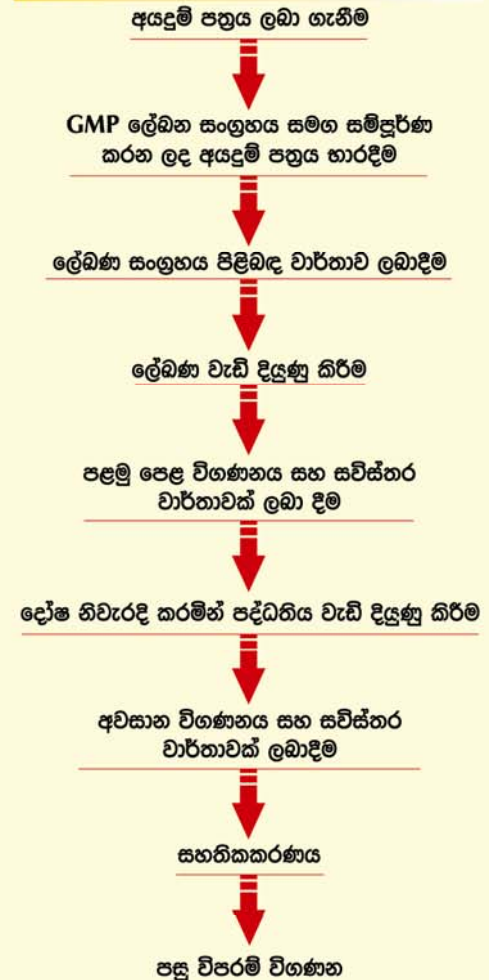 අයදුම් පත්‍රය ලබා ගැනීම
GMP ලේඛන සංග්‍රහය සමග සම්පූර්ණ
කරන ලද අයදුම් පත්‍රය භාරදීම
ලේඛණ සංග්‍රහය පිළිබඳ වාර්තාව ලබාදීම
ලේඛණ වැඩි දියුණු කිරීම
පළමු පෙළ විගණනය සහ සවිස්තර
වාර්තාවක් ලබා දීම
දෝෂ නිවැරදි කරමින් පද්ධතිය වැඩි දියුණු කිරීම
අවසාන විගණනය සහ සවිස්තර
වාර්තාවක් ලබාදීම
සහතිකකරණය
පසු විපරම් විගණන